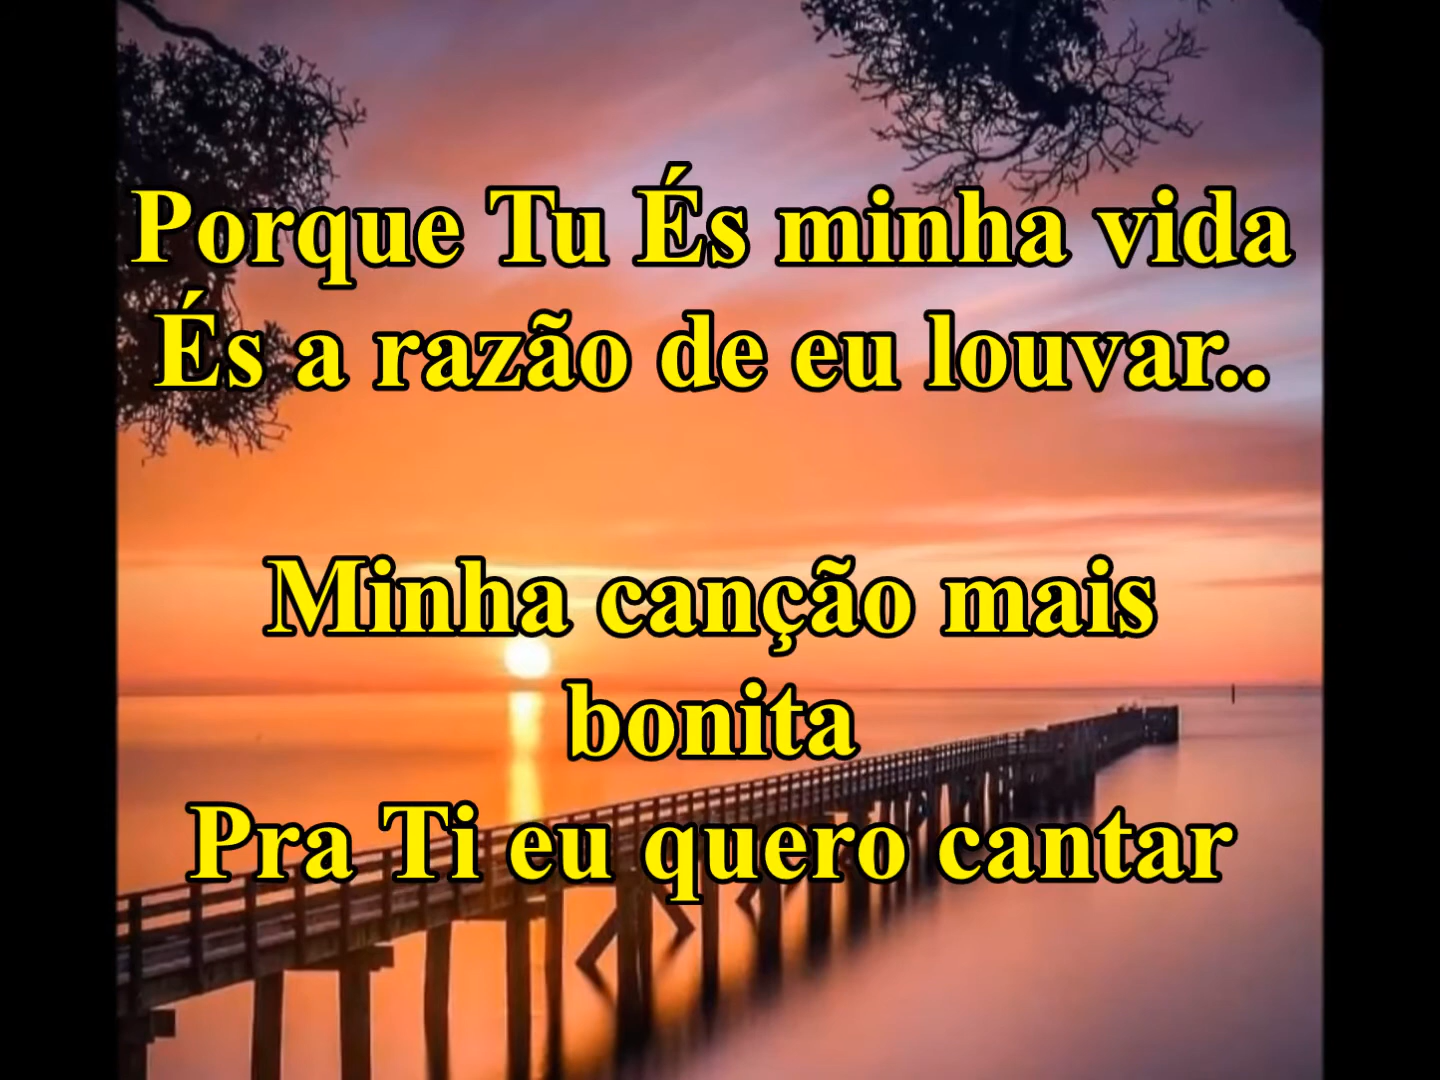 Porque Tu És minha vida
És a razão de eu louvar..
Minha canção mais
bonita
Pra Ti eu quero cantar